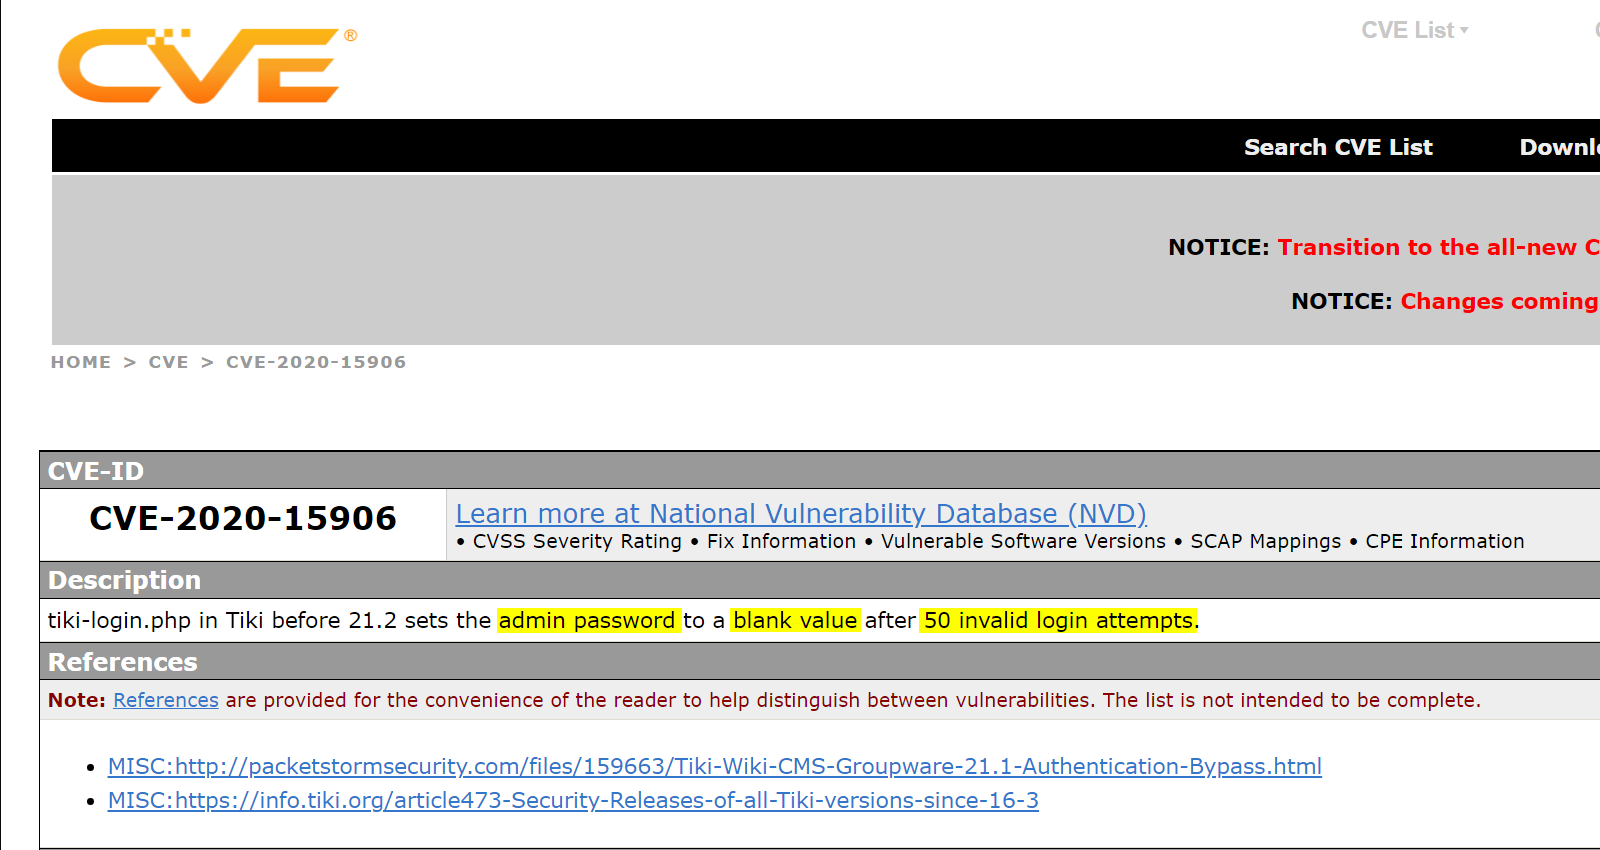 CVE®
CVE List
Search CVE List
NOTICE: Transition to the all-new
NOTICE: Changes coming
HOME > CVE > CVE-2020-15906
CVE-ID
CVE-2020-15906
Learn more at National Vulnerability Database (NVD)
• CVSS Severity Rating • Fix Information • Vulnerable Software Versions • SCAP Mappings • CPE Information
Description
tiki-login.php in Tiki before 21.2 sets the admin password to a blank value after 50 invalid login attempts.
References
Note: References are provided for the convenience of the reader to help distinguish between vulnerabilities. The list is not intended to be complete.
• MISC:http://packetstormsecurity.com/files/159663/Tiki-Wiki-CMS-Groupware-21.1-Authentication-Bypass.html
• MISC:https://info.tiki.org/article473-Security-Releases-of-all-Tiki-versions-since-16-3